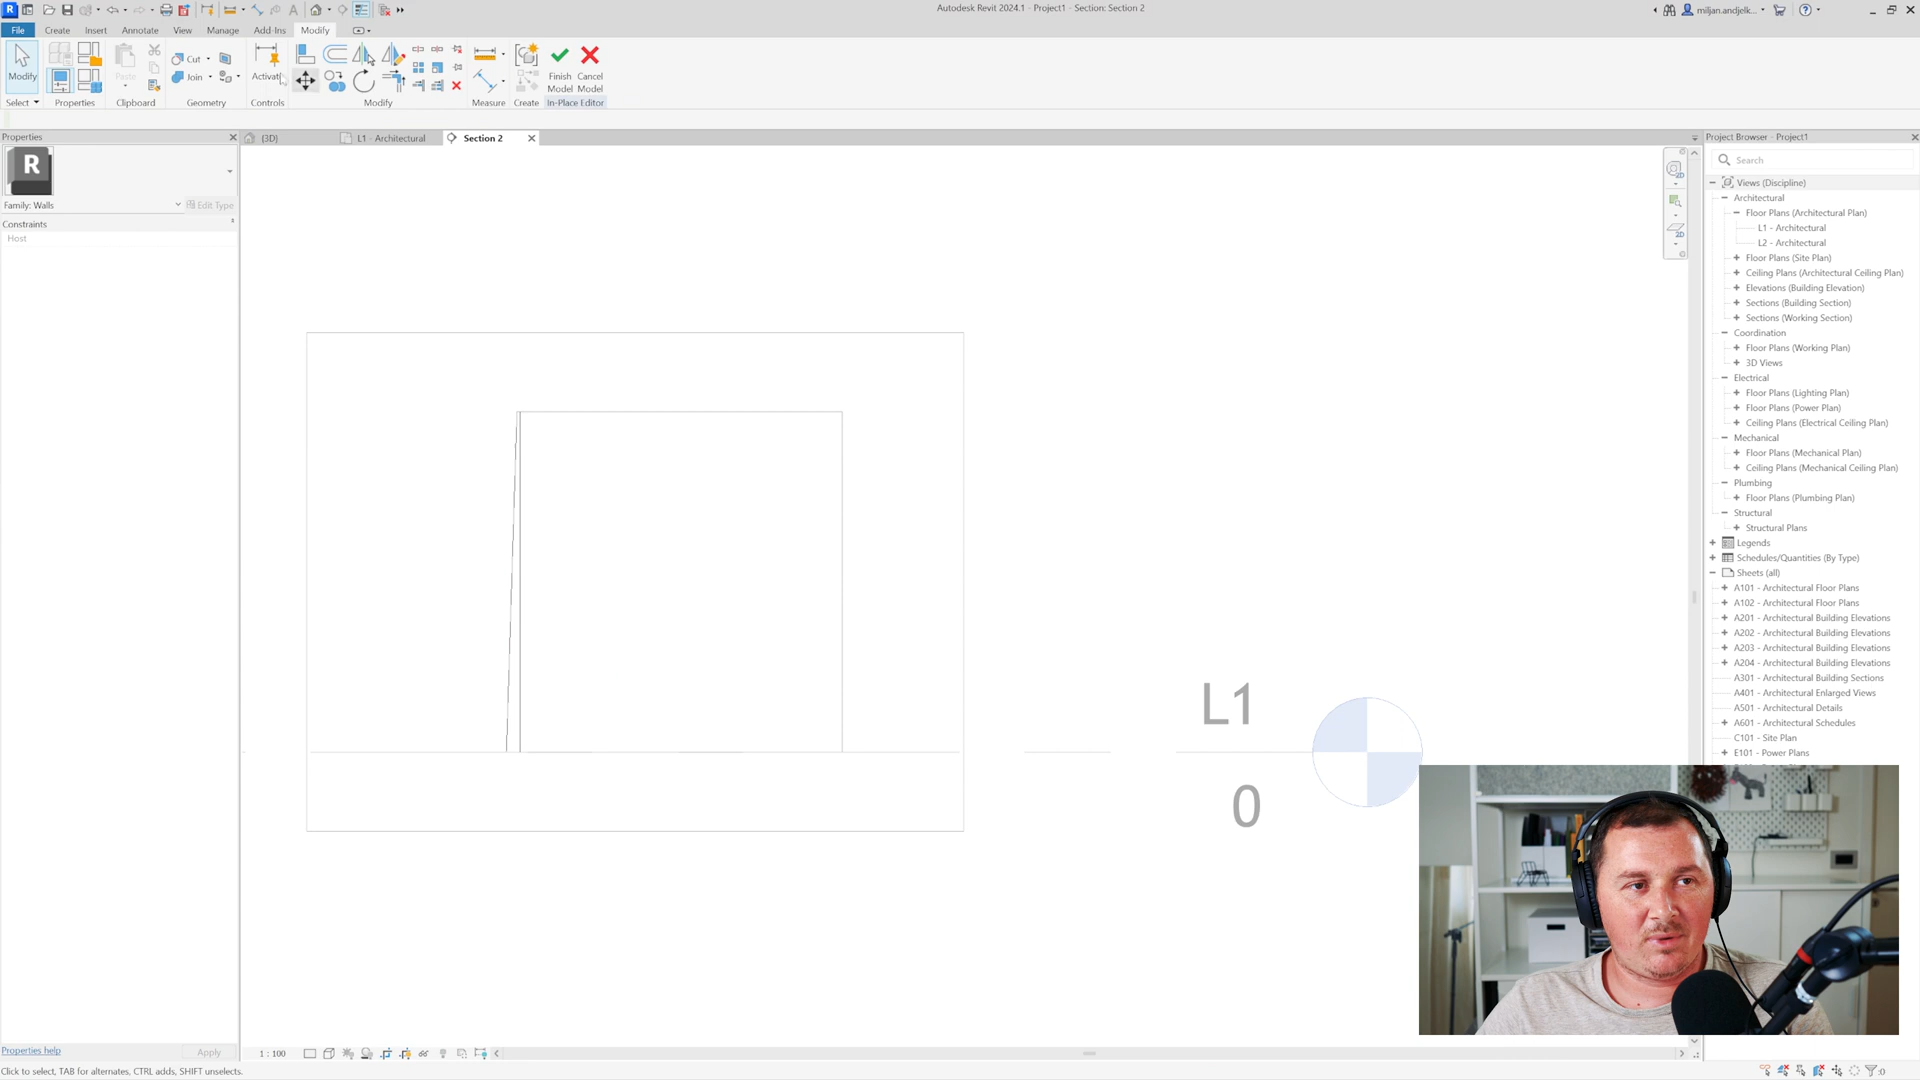 Autodesk Revit 2024.1 - Project1 - Section: Section 2
miljan.andjelk...
File
Create
Insert
Annotate
View
Manage
Add-Ins
Modify
Modify
Paste
Cut
Join
Activate
Finish
Model
Cancel
Model
Select
Properties
Clipboard
Geometry
Controls
Modify
Measure
Create
In-Place Editor
Properties
(3D)
L1 - Architectural
Section 2
Project Browser - Project1
R
Family: Walls
Edit Type
Constraints
Host
Search
Views (Discipline)
Architectural
Floor Plans (Architectural Plan)
L1 - Architectural
L2 - Architectural
Floor Plans (Site Plan)
Ceiling Plans (Architectural Ceiling Plan)
Elevations (Building Elevation)
Sections (Building Section)
Sections (Working Section)
Coordination
Floor Plans (Working Plan)
3D Views
Electrical
Floor Plans (Lighting Plan)
Floor Plans (Power Plan)
Ceiling Plans (Electrical Ceiling Plan)
Mechanical
Floor Plans (Mechanical Plan)
Ceiling Plans (Mechanical Ceiling Plan)
Plumbing
Floor Plans (Plumbing Plan)
Structural
Structural Plans
Legends
Schedules/Quantities (By Type)
Sheets (all)
A101 - Architectural Floor Plans
A102 - Architectural Floor Plans
A201 - Architectural Building Elevations
A202 - Architectural Building Elevations
A203 - Architectural Building Elevations
A204 - Architectural Building Elevations
A301 - Architectural Building Sections
A401 - Architectural Enlarged Views
A501 - Architectural Details
A601 - Architectural Schedules
C101 - Site Plan
E101 - Power Plans
L1
0
Properties help
Apply
1 : 100
Click to select, TAB for alternates, CTRL adds, SHIFT unselects.
:0